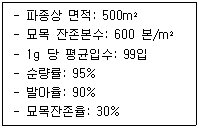 - 파종상 면적: 500m²
- 묘목 잔존본수: 600 본/m²
- 1g 당 평균입수: 99입
- 순량률: 95%
- 발아율: 90%
- 묘목잔존율: 30%